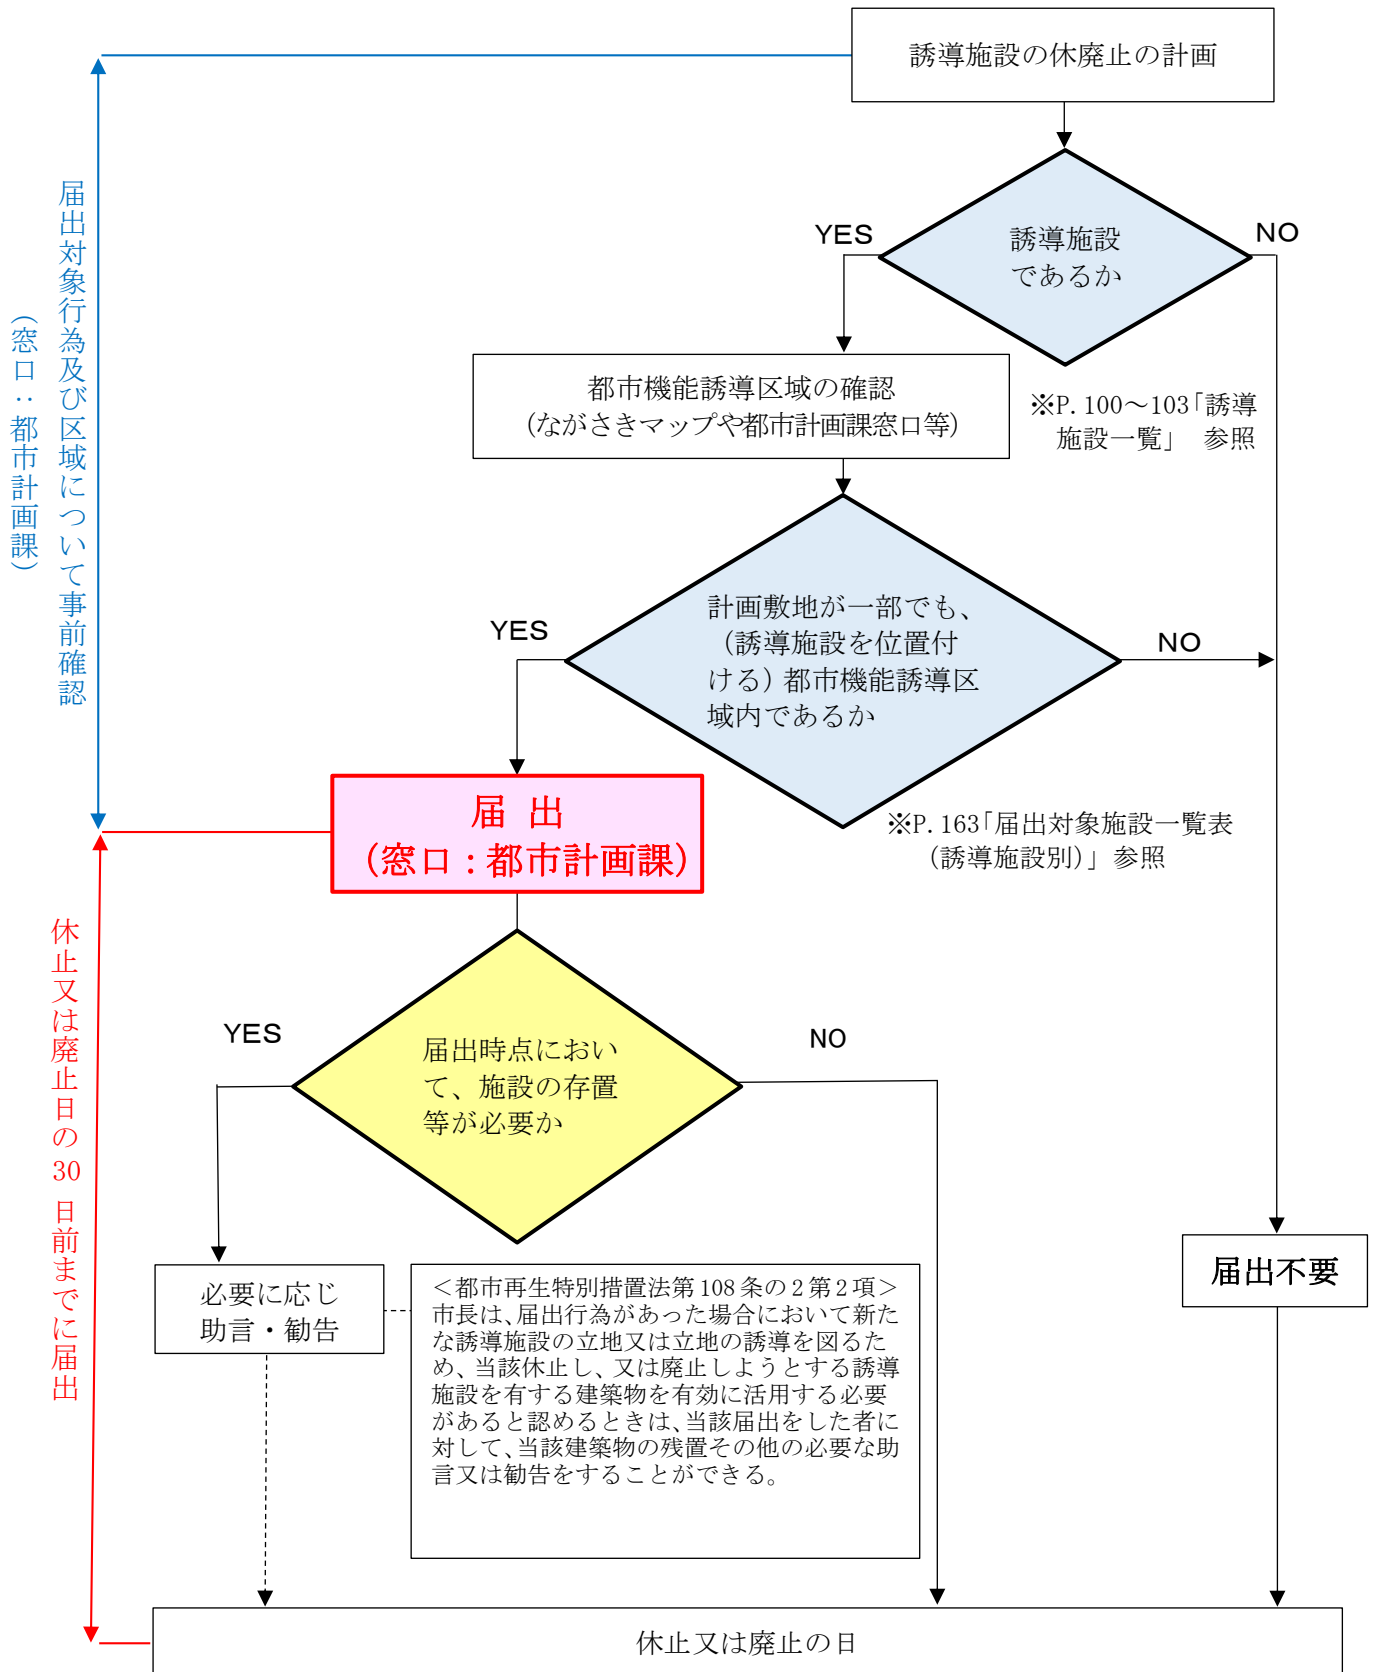 誘導施設の休廃止の計画
届出対象行為及び区域について事前確認
（窓口：都市計画課）
誘導施設
であるか
YES
NO
都市機能誘導区域の確認
（ながさきマップや都市計画課窓口等）
※P.100～103「誘導
施設一覧」　参照
計画敷地が一部でも、
（誘導施設を位置付
ける）都市機能誘導区
域内であるか
YES
NO
届 出
（窓口：都市計画課）
※P.163「届出対象施設一覧表
（誘導施設別）」参照
休止又は廃止日の30 日前までに届出
届出時点におい
て、施設の存置
等が必要か
YES
NO
必要に応じ
助言・勧告
＜都市再生特別措置法第108条の2第2項＞
市長は、届出行為があった場合において新た
な誘導施設の立地又は立地の誘導を図るた
め、当該休止し、又は廃止しようとする誘導
施設を有する建築物を有効に活用する必要
があると認めるときは、当該届出をした者に
対して、当該建築物の残置その他の必要な助
言又は勧告をすることができる。
届出不要
休止又は廃止の日